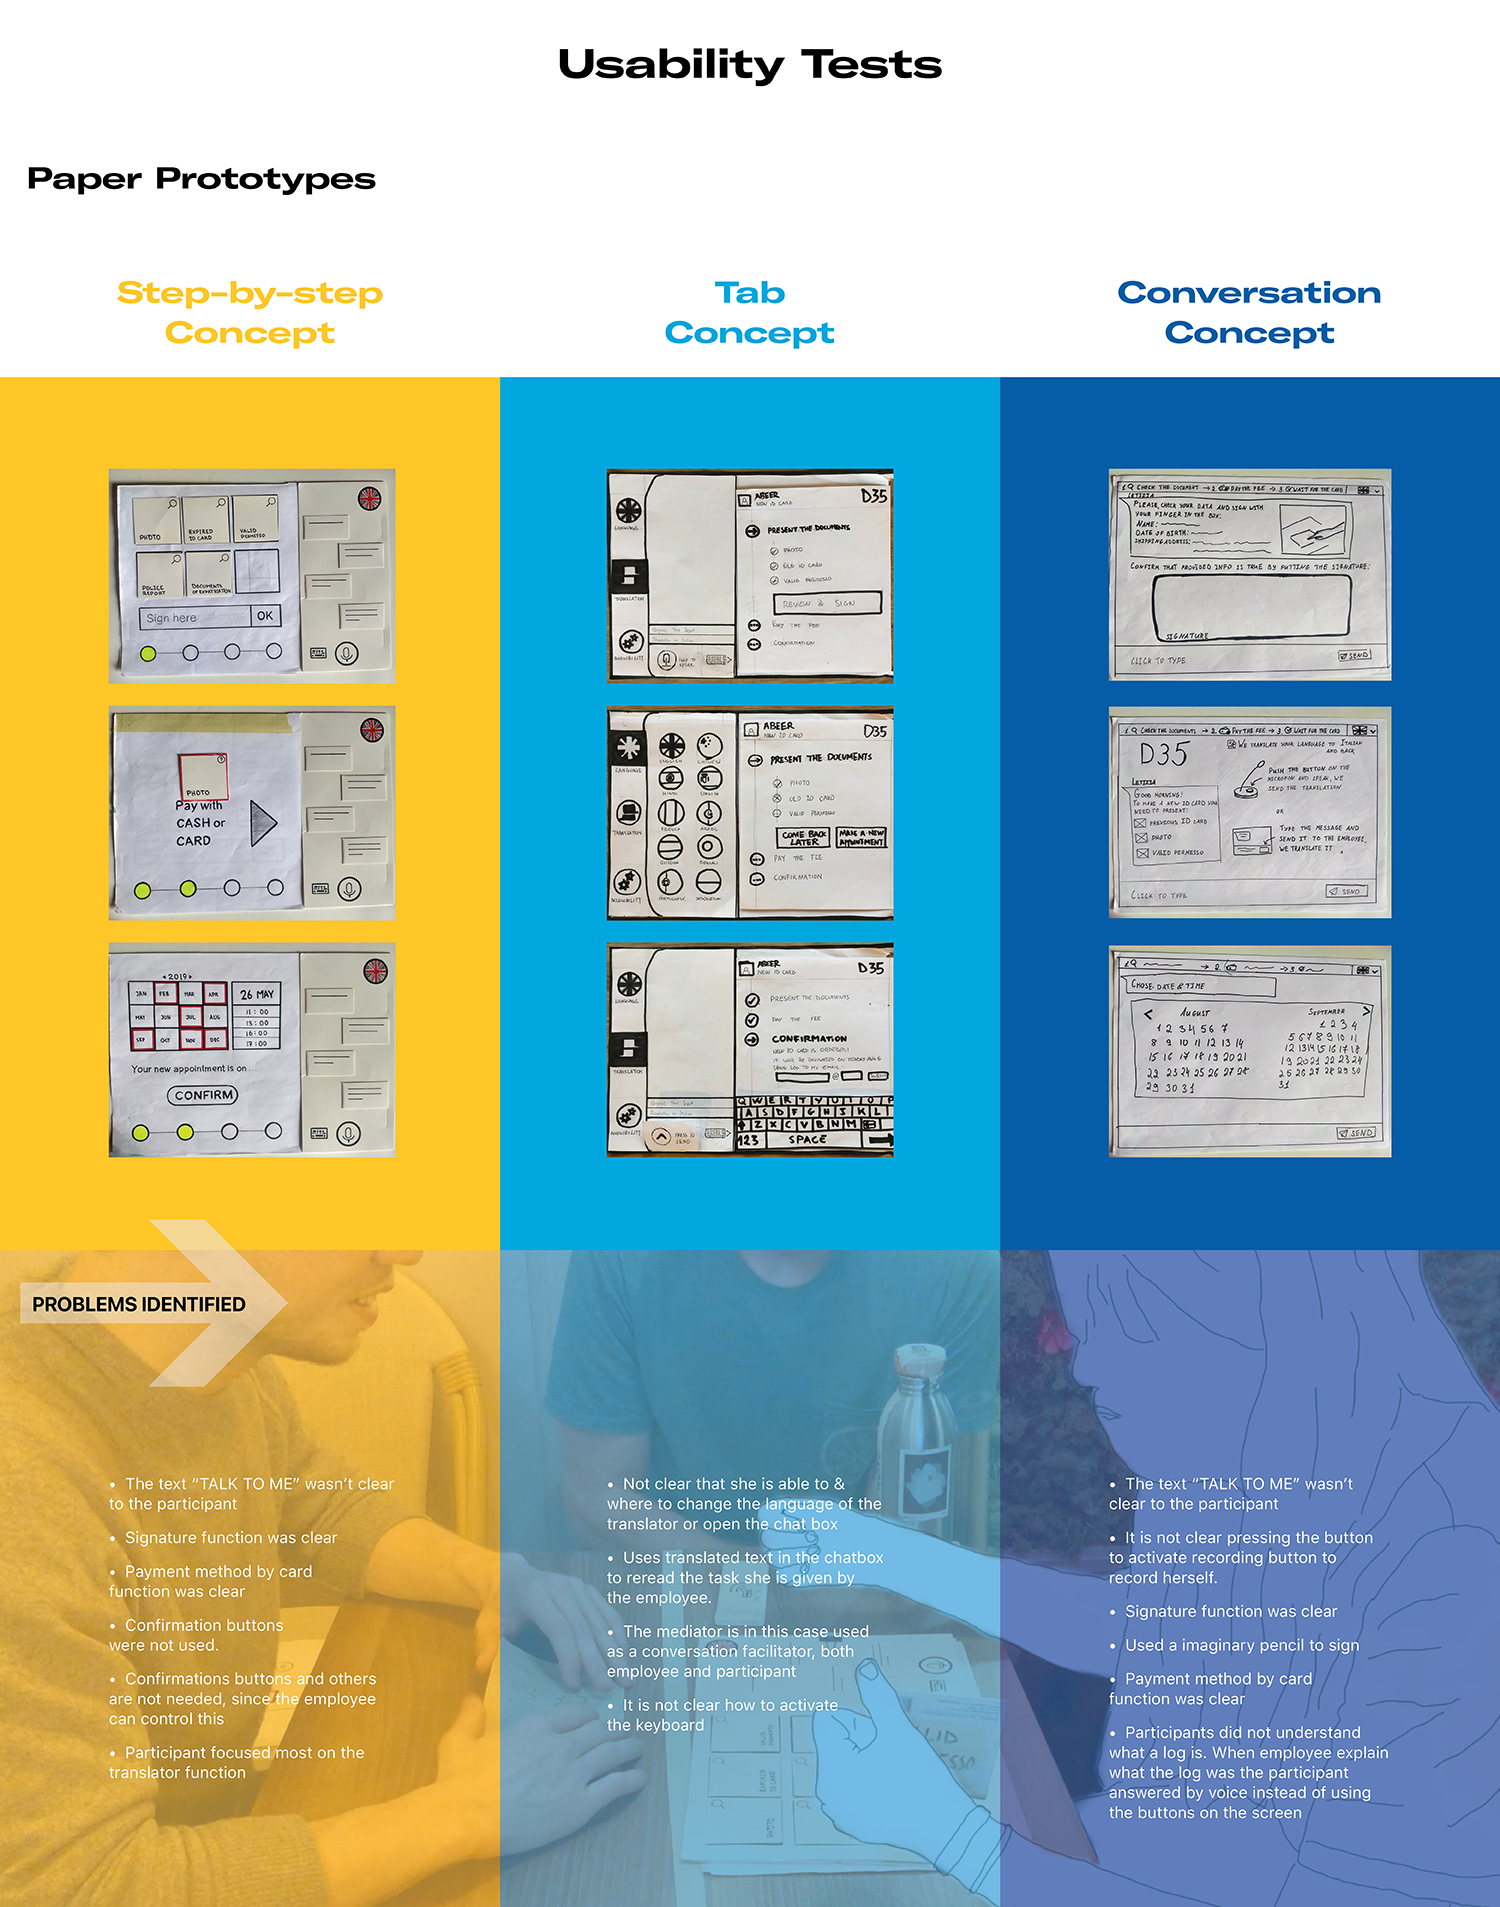 Usability Tests
Paper Prototypes
Step-by-step
Concept
Tab
Concept
Conversation
Concept
PHOTO
EXPIRED
ID CARD
VALID
PERMESSO
POLICE
REPORT
DOCUMENTS
OF EXPATRIATION
Sign here
OK
PHOTO
Pay with
CASH or
CARD
2019
JAN FEB MAR APR
MAY JUN JUL AUG
SEP OCT NOV DEC
26 MAY
11:00
13:00
16:00
17:00
Your new appointment is on ...
CONFIRM
LANGUAGE
TRANSLATION
ACCESSIBILITY
ABEER
NEW ID CARD
D35
PRESENT THE DOCUMENTS
PHOTO
OLD ID CARD
VALID PERMESSO
REVIEW & SIGN
PAY THE FEE
CONFIRMATION
HOLD TO
SPEAK
LANGUAGE
TRANSLATION
ACCESSIBILITY
ENGLISH
CHINESE
HINDI
FRENCH
ARABIC
RUSSIAN
BENGALI
PORTUGUESE
INDONESIAN
ABEER
NEW ID CARD
D35
PRESENT THE DOCUMENTS
PHOTO
OLD ID CARD
VALID PERMESSO
COME BACK
LATER
MAKE A NEW
APPOINTMENT
PAY THE FEE
CONFIRMATION
LANGUAGE
TRANSLATION
ACCESSIBILITY
ABEER
NEW ID CARD
D35
PRESENT THE DOCUMENTS
PAY THE FEE
CONFIRMATION
NEW ID CARD IS ORDERED!
SEND LOG TO MY EMAIL
@
PRESS TO
SEND
Q W E R T Y U I O P
A S D F G H J K L
Z X C V B N M
123 SPACE
1 CHECK THE DOCUMENT → 2 PAY THE FEE → 3 WAIT FOR THE CARD
LETIZIA
PLEASE, CHECK YOUR DATA AND SIGN WITH
YOUR FINGER IN THE BOX:
NAME:
DATE OF BIRTH:
SHIPPING ADDRESS:
CONFIRM THAT PROVIDED INFO IS TRUE BY PUTTING THE SIGNATURE:
SIGNATURE
CLICK TO TYPE
SEND
1 CHECK THE DOCUMENTS → 2 PAY THE FEE → 3 WAIT FOR THE CARD
D35
WE TRANSLATE YOUR LANGUAGE TO ITALIAN
AND BACK
LETIZIA
GOOD MORNING!
TO MAKE A NEW ID CARD YOU
NEED TO PRESENT:
PREVIOUS ID CARD
PHOTO
VALID PERMESSO
PUSH THE BUTTON ON THE
MICROFON AND SPEAK, WE
SEND THE TRANSLATION
OR
TYPE THE MESSAGE AND
SEND IT TO THE EMPLOYEE.
WE TRANSLATE IT.
CLICK TO TYPE
SEND
CHOSE DATE & TIME
< AUGUST
1 2 3 4 5 6 7
8 9 10 11 12 13 14
15 16 17 18 19 20 21
22 23 24 25 26 27 28
29 30 31
SEPTEMBER >
1 2 3 4
5 6 7 8 9 10 11
12 13 14 15 16 17 18
19 20 21 22 23 24
25 26 27 28 29 30
31
SEND
PROBLEMS IDENTIFIED
• The text “TALK TO ME” wasn’t clear
to the participant
• Signature function was clear
• Payment method by card
function was clear
• Confirmation buttons
were not used.
• Confirmations buttons and others
are not needed, since the employee
can control this
• Participant focused most on the
translator function
• Not clear that she is able to &
where to change the language of the
translator or open the chat box
• Uses translated text in the chatbox
to reread the task she is given by
the employee.
• The mediator is in this case used
as a conversation facilitator, both
employee and participant
• It is not clear how to activate
the keyboard
• The text “TALK TO ME” wasn’t
clear to the participant
• It is not clear pressing the button
to activate recording button to
record herself.
• Signature function was clear
• Used a imaginary pencil to sign
• Payment method by card
function was clear
• Participants did not understand
what a log is. When employee explain
what the log was the participant
answered by voice instead of using
the buttons on the screen